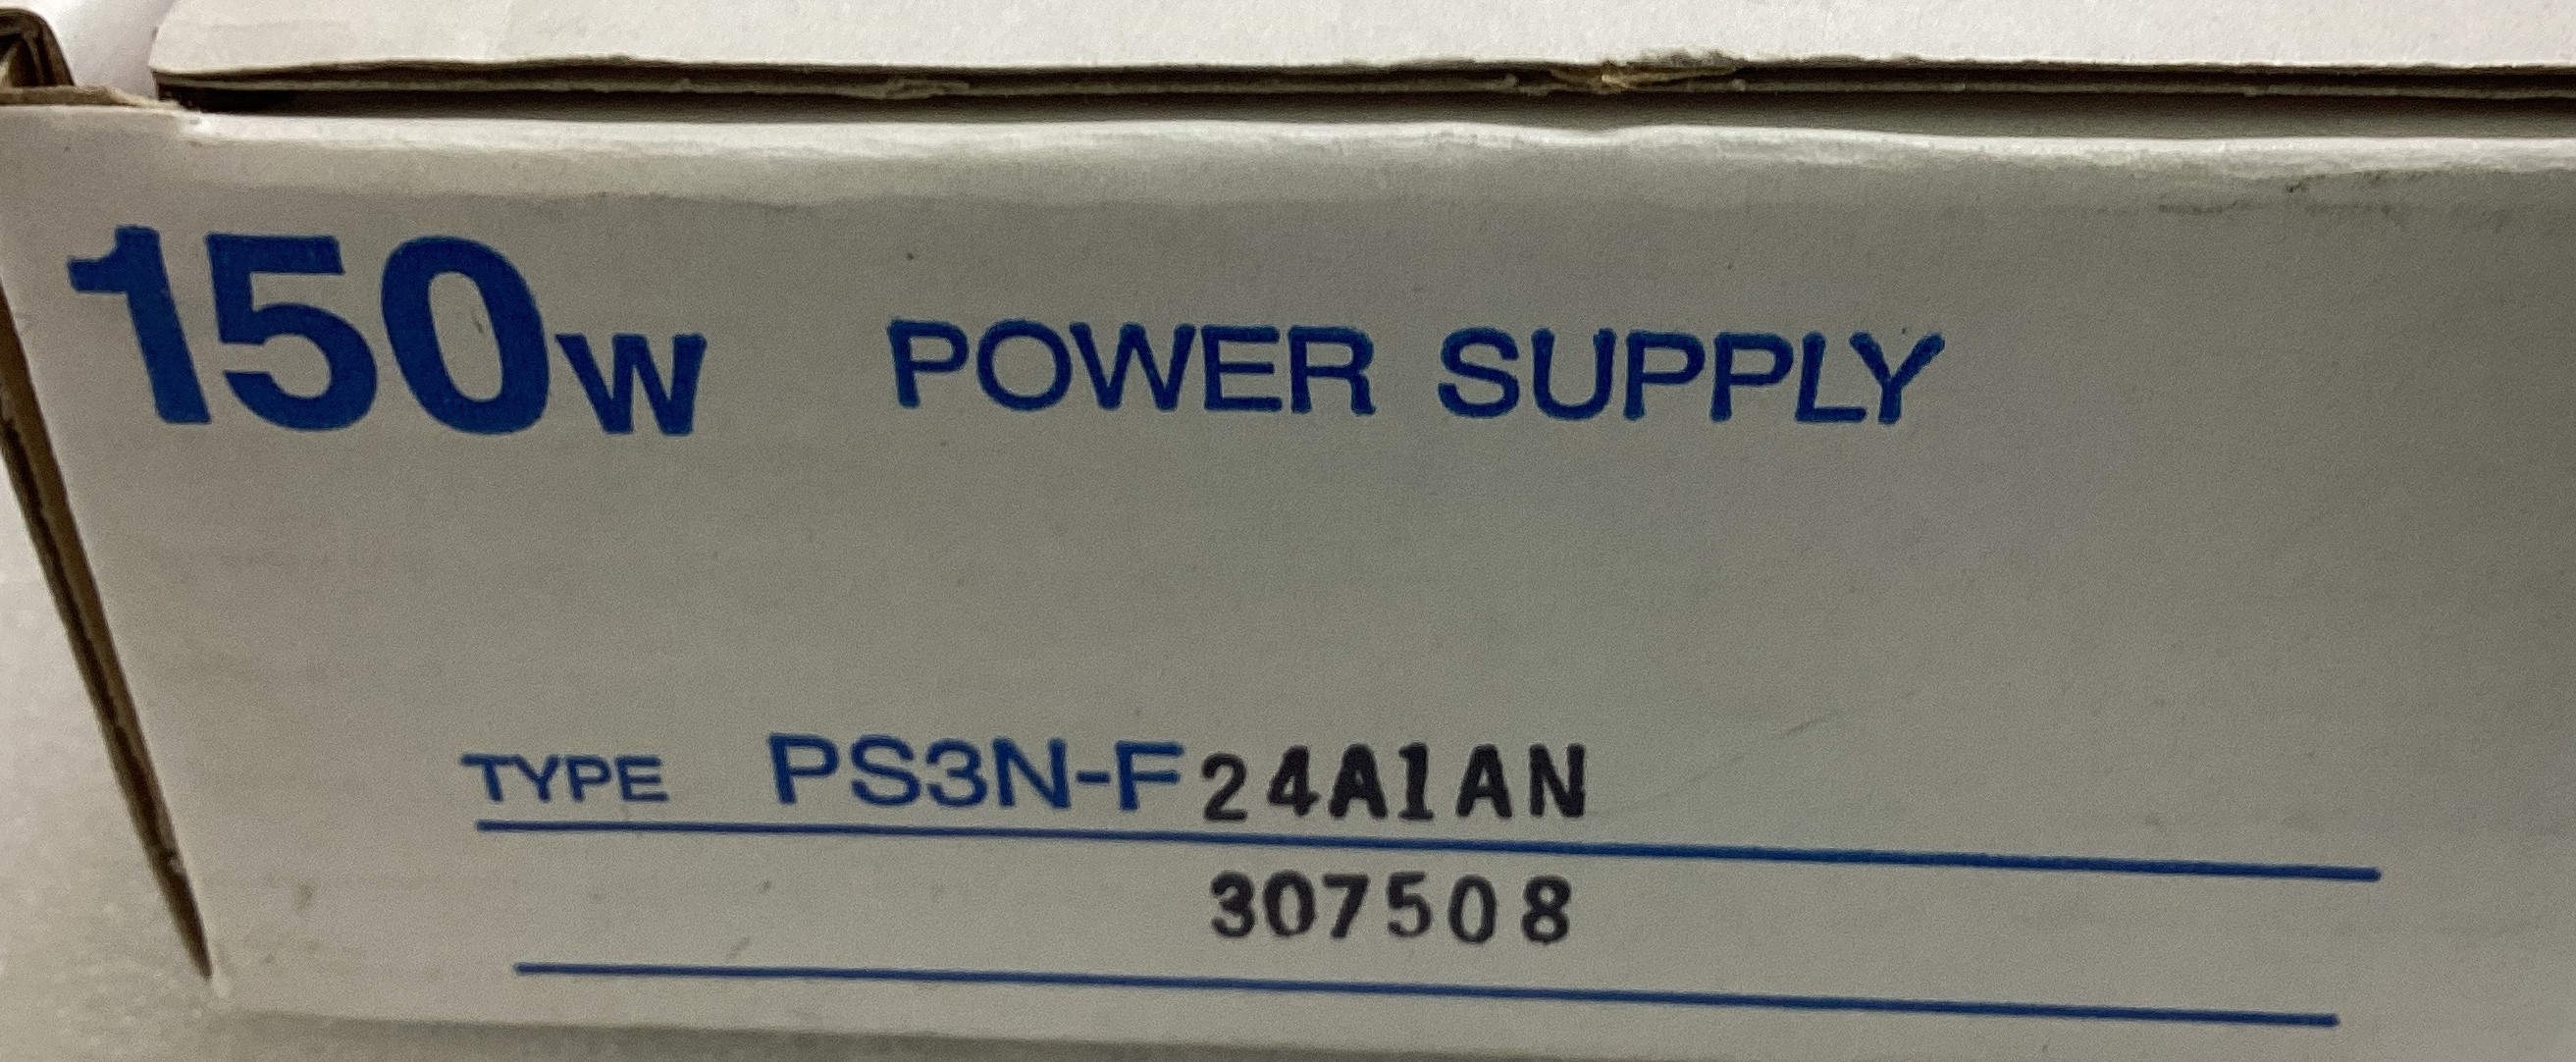 150W POWER SUPPLY
TYPE PS3N-F24A1AN
307508